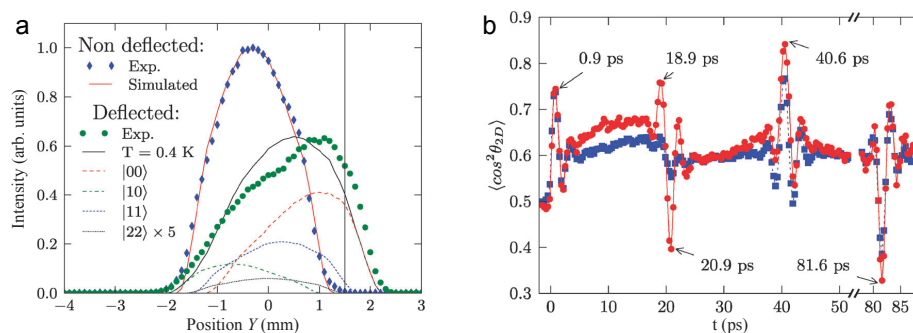 a
Non deflected:
Exp.
Simulated
Deflected:
Exp.
T = 0.4 K
|00⟩
|10⟩
|11⟩
|22⟩ × 5
Intensity (arb. units)
1.0
0.8
0.6
0.4
0.2
0.0
−4 −3 −2 −1 0 1 2 3 4
Position Y (mm)
b
⟨cos²θ2D⟩
0.9
0.8
0.7
0.6
0.5
0.4
0.3
0.9 ps
18.9 ps
40.6 ps
20.9 ps
81.6 ps
0 10 20 30 40 50 80 85
t (ps)